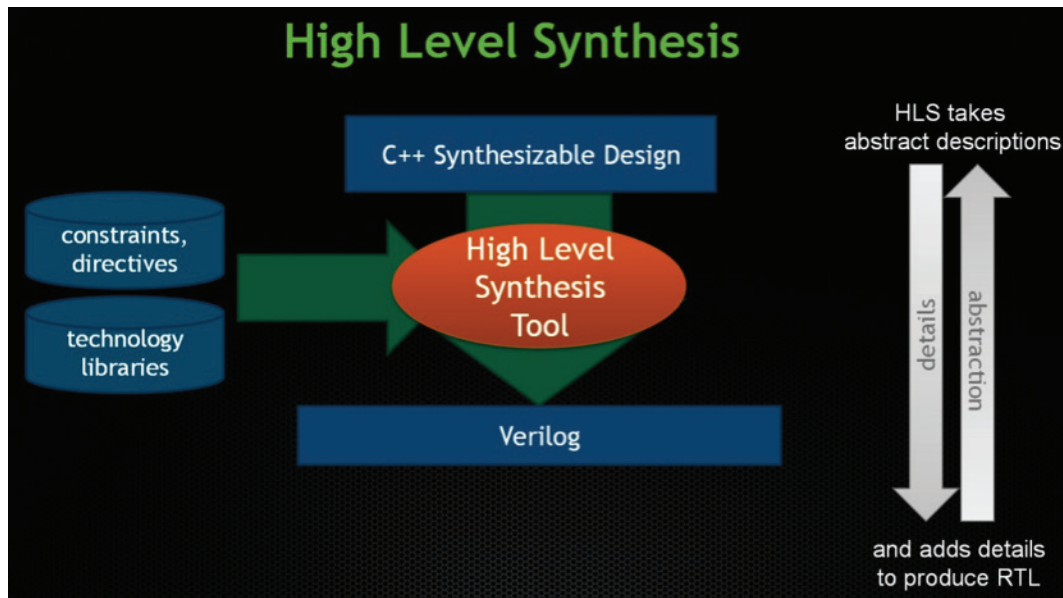 High Level Synthesis
C++ Synthesizable Design
constraints,
directives
technology
libraries
High Level
Synthesis
Tool
Verilog
HLS takes
abstract descriptions
details
abstraction
and adds details
to produce RTL